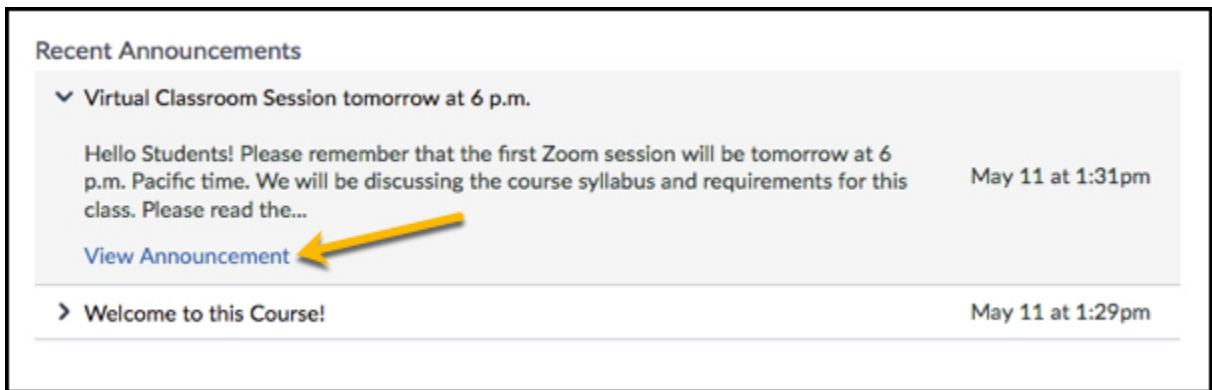 Recent Announcements
Virtual Classroom Session tomorrow at 6 p.m.
Hello Students! Please remember that the first Zoom session will be tomorrow at 6
p.m. Pacific time. We will be discussing the course syllabus and requirements for this
class. Please read the...
May 11 at 1:31pm
View Announcement
Welcome to this Course!
May 11 at 1:29pm